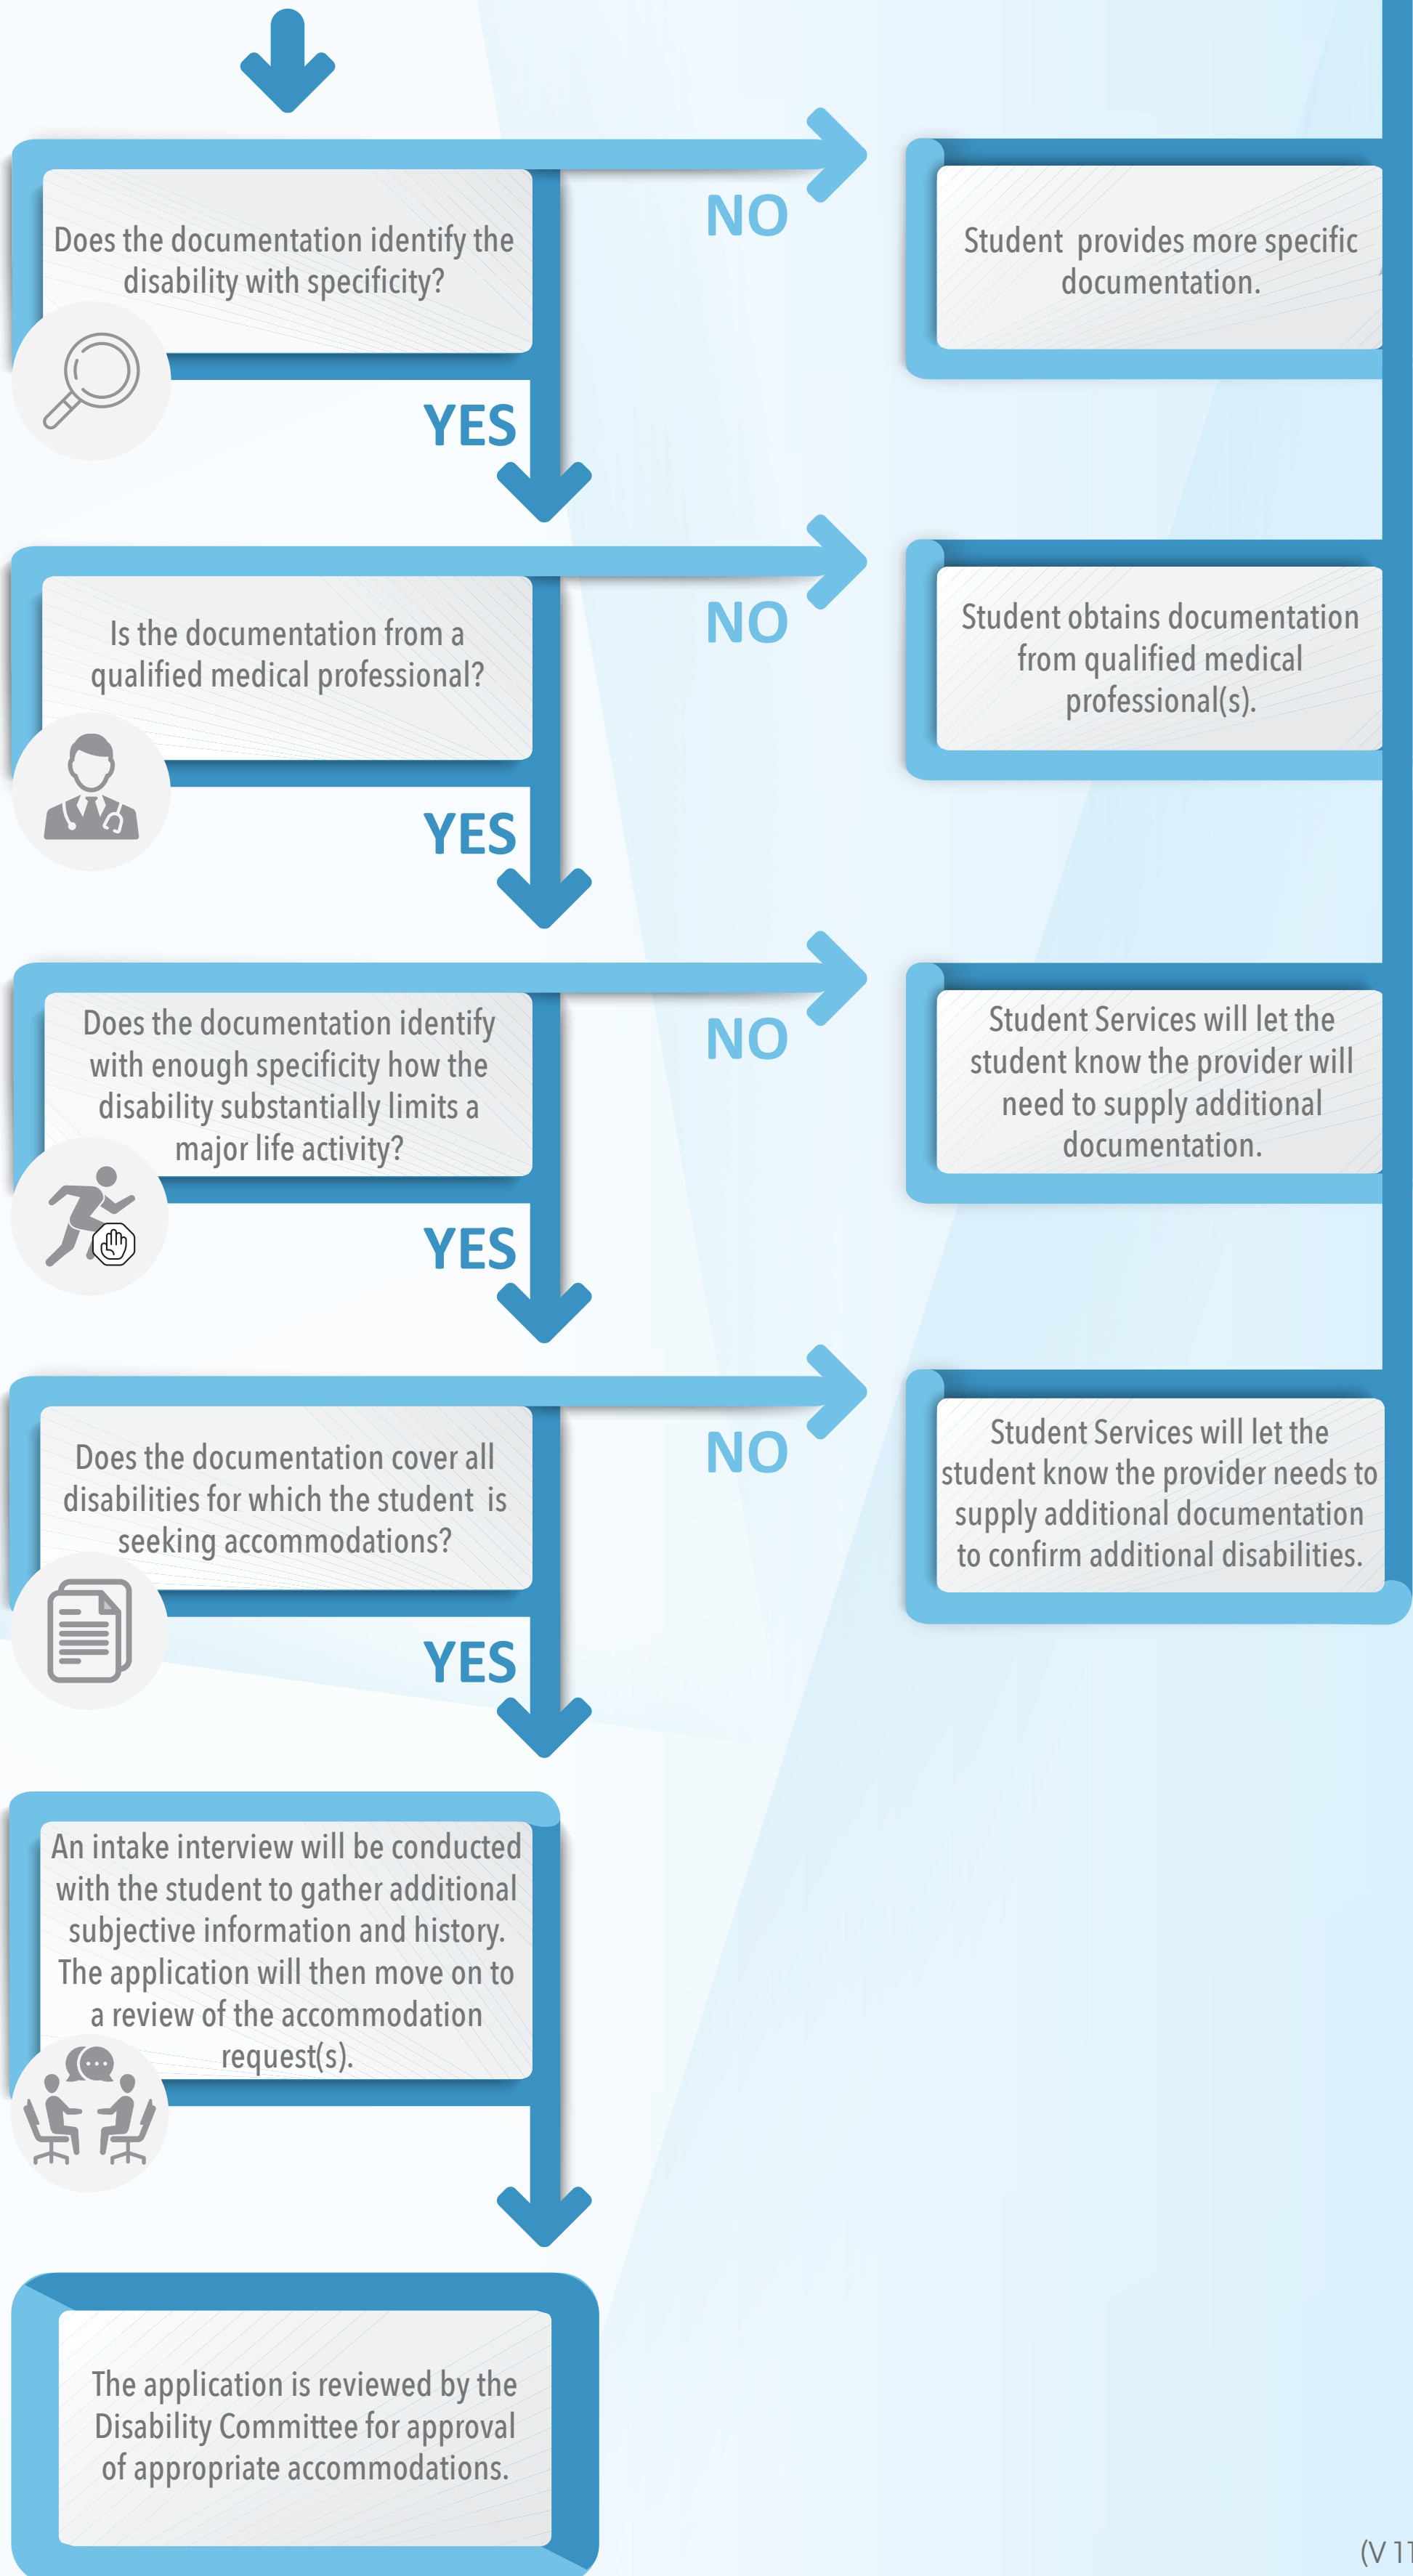 Does the documentation identify the
disability with specificity?
NO
Student provides more specific
documentation.
YES
Is the documentation from a
qualified medical professional?
NO
Student obtains documentation
from qualified medical
professional(s).
YES
Does the documentation identify
with enough specificity how the
disability substantially limits a
major life activity?
NO
Student Services will let the
student know the provider will
need to supply additional
documentation.
YES
Does the documentation cover all
disabilities for which the student is
seeking accommodations?
NO
Student Services will let the
student know the provider needs to
supply additional documentation
to confirm additional disabilities.
YES
An intake interview will be conducted
with the student to gather additional
subjective information and history.
The application will then move on to
a review of the accommodation
request(s).
The application is reviewed by the
Disability Committee for approval
of appropriate accommodations.
(V 11